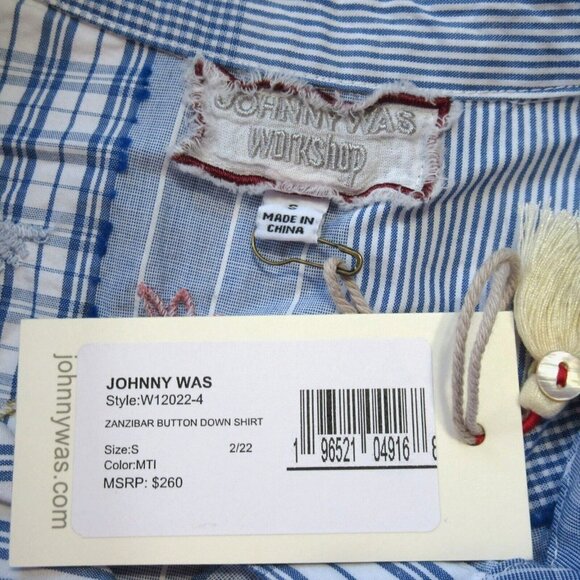 JOHNNY WAS
workshop
S
MADE IN
CHINA
johnnywas.com
JOHNNY WAS
Style:W12022-4
ZANZIBAR BUTTON DOWN SHIRT
Size:S 2/22
Color:MTI
MSRP: $260
1 96521 04916 8